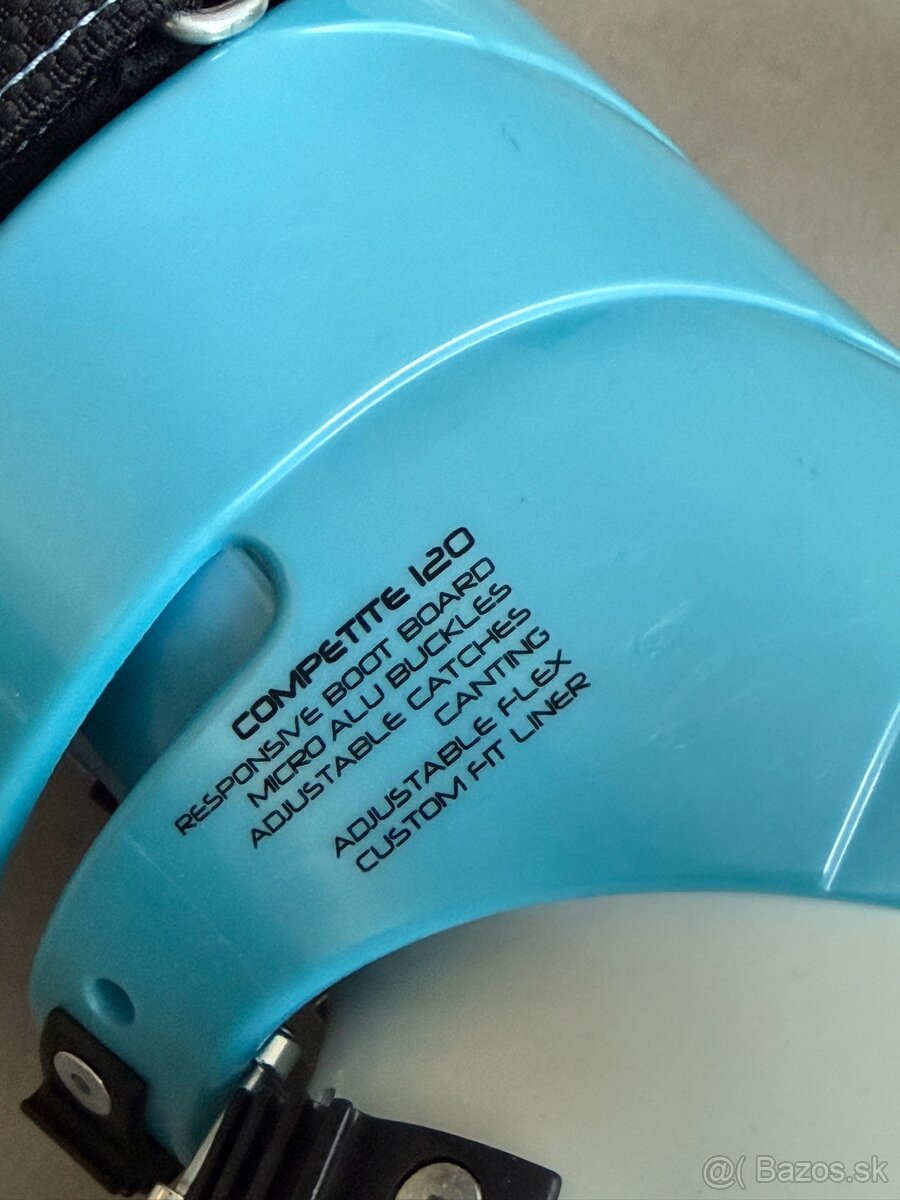 COMPETITE 120
RESPONSIVE BOOT BOARD
MICRO ALU BUCKLES
ADJUSTABLE CATCHES
CANTING
ADJUSTABLE FLEX
CUSTOM FIT LINER
@( Bazos.sk